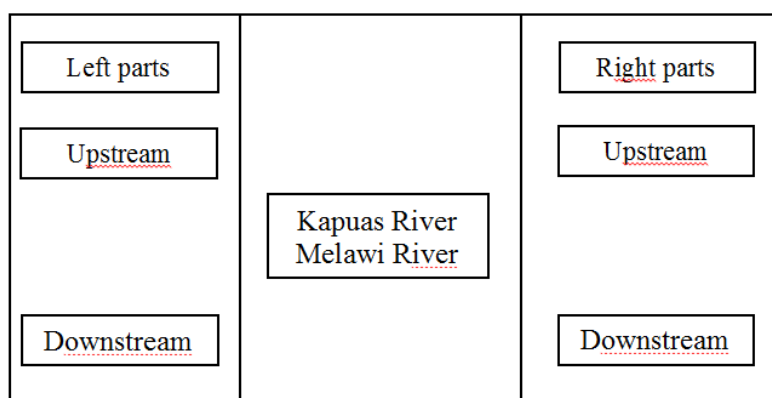 Left parts
Upstream
Downstream
Kapuas River
Melawi River
Right parts
Upstream
Downstream